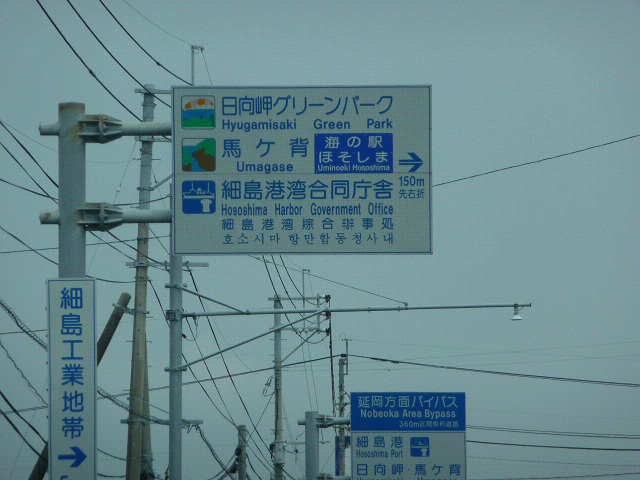 日向岬グリーンパーク
Hyugamisaki Green Park
馬ケ背
Umagase
海の駅
ほそしま
Uminoeki Hososhima
150m
先右折
細島港湾合同庁舎
Hososhima Harbor Government Office
細島港湾综合辦事処
호소시마 항만합동청사내
細島工業地帯
延岡方面バイパス
Nobeoka Area Bypass
細島港
Hososhima Port
日向岬・馬ケ背